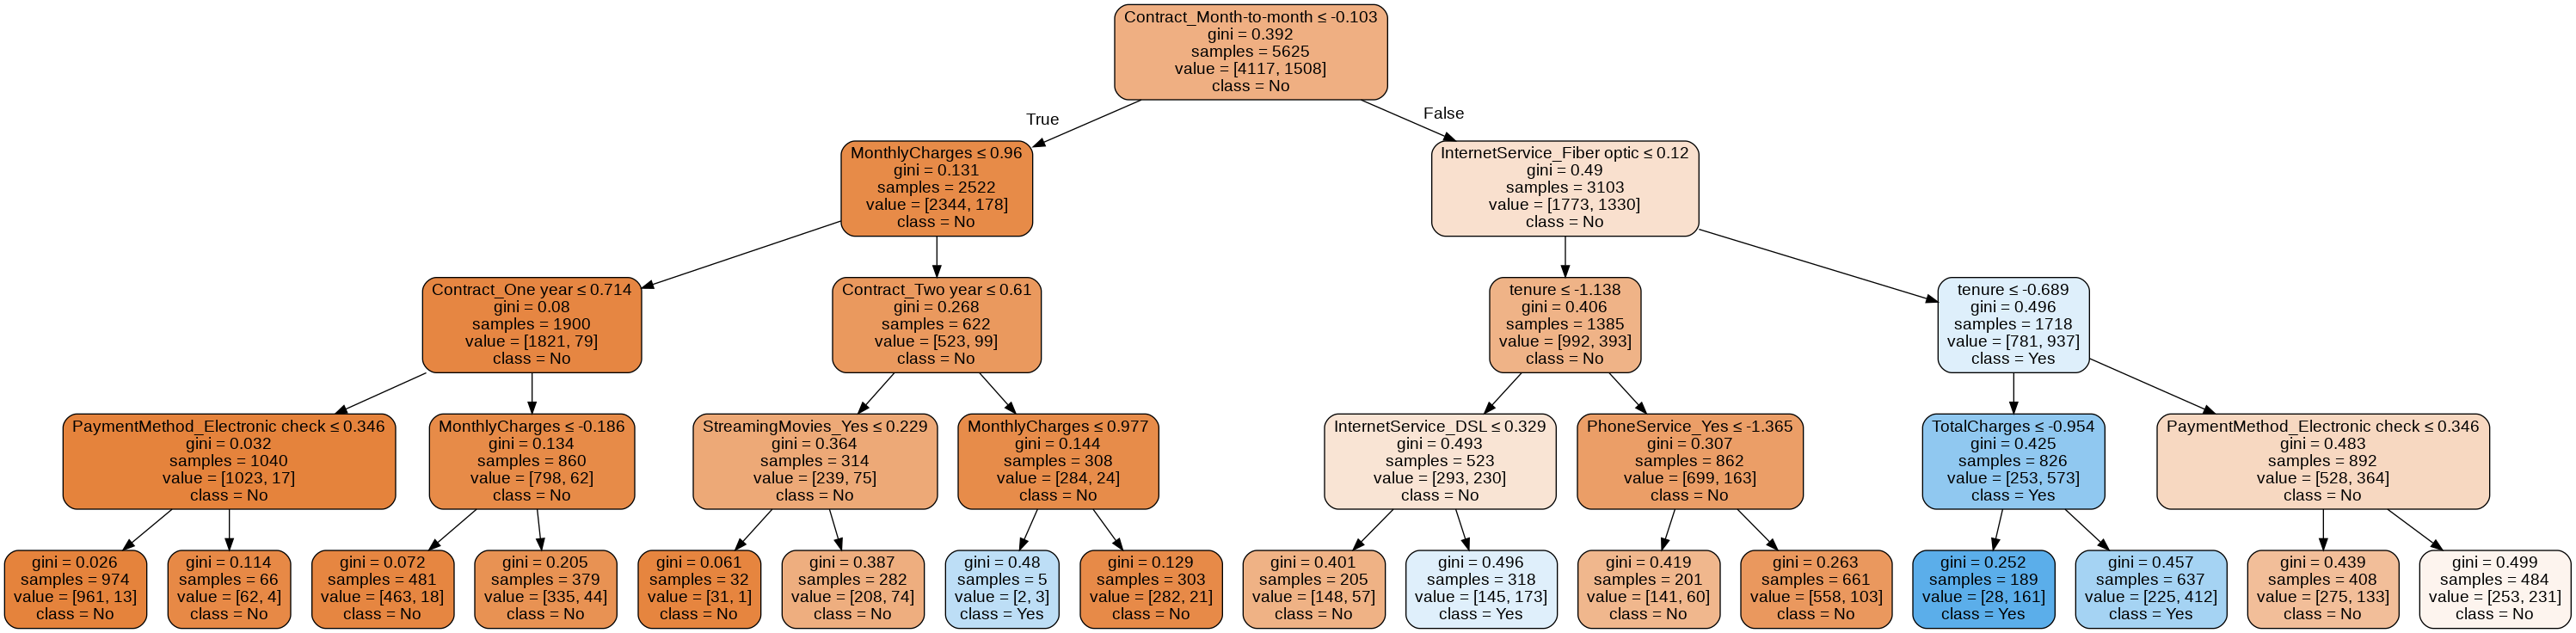 Contract_Month-to-month ≤ -0.103
gini = 0.392
samples = 5625
value = [4117, 1508]
class = No
True
False
MonthlyCharges ≤ 0.96
gini = 0.131
samples = 2522
value = [2344, 178]
class = No
InternetService_Fiber optic ≤ 0.12
gini = 0.49
samples = 3103
value = [1773, 1330]
class = No
Contract_One year ≤ 0.714
gini = 0.08
samples = 1900
value = [1821, 79]
class = No
Contract_Two year ≤ 0.61
gini = 0.268
samples = 622
value = [523, 99]
class = No
tenure ≤ -1.138
gini = 0.406
samples = 1385
value = [992, 393]
class = No
tenure ≤ -0.689
gini = 0.496
samples = 1718
value = [781, 937]
class = Yes
PaymentMethod_Electronic check ≤ 0.346
gini = 0.032
samples = 1040
value = [1023, 17]
class = No
MonthlyCharges ≤ -0.186
gini = 0.134
samples = 860
value = [798, 62]
class = No
StreamingMovies_Yes ≤ 0.229
gini = 0.364
samples = 314
value = [239, 75]
class = No
MonthlyCharges ≤ 0.977
gini = 0.144
samples = 308
value = [284, 24]
class = No
InternetService_DSL ≤ 0.329
gini = 0.493
samples = 523
value = [293, 230]
class = No
PhoneService_Yes ≤ -1.365
gini = 0.307
samples = 862
value = [699, 163]
class = No
TotalCharges ≤ -0.954
gini = 0.425
samples = 826
value = [253, 573]
class = Yes
PaymentMethod_Electronic check ≤ 0.346
gini = 0.483
samples = 892
value = [528, 364]
class = No
gini = 0.026
samples = 974
value = [961, 13]
class = No
gini = 0.114
samples = 66
value = [62, 4]
class = No
gini = 0.072
samples = 481
value = [463, 18]
class = No
gini = 0.205
samples = 379
value = [335, 44]
class = No
gini = 0.061
samples = 32
value = [31, 1]
class = No
gini = 0.387
samples = 282
value = [208, 74]
class = No
gini = 0.48
samples = 5
value = [2, 3]
class = Yes
gini = 0.129
samples = 303
value = [282, 21]
class = No
gini = 0.401
samples = 205
value = [148, 57]
class = No
gini = 0.496
samples = 318
value = [145, 173]
class = Yes
gini = 0.419
samples = 201
value = [141, 60]
class = No
gini = 0.263
samples = 661
value = [558, 103]
class = No
gini = 0.252
samples = 189
value = [28, 161]
class = Yes
gini = 0.457
samples = 637
value = [225, 412]
class = Yes
gini = 0.439
samples = 408
value = [275, 133]
class = No
gini = 0.499
samples = 484
value = [253, 231]
class = No